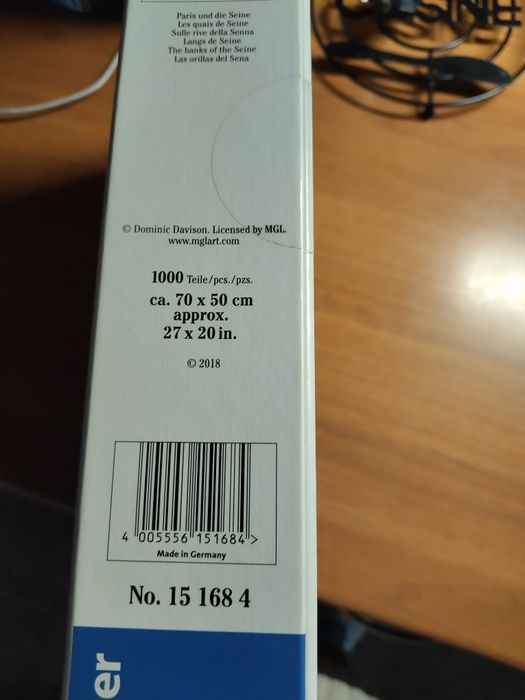 Paris und die Seine
Les quais de Seine
Sulle rive della Senna
Langs de Seine
The banks of the Seine
Las orillas del Sena
© Dominic Davison. Licensed by MGL.
www.mglart.com
1000 Teile/pcs./pzs.
ca. 70 x 50 cm
approx.
27 x 20 in.
© 2018
4 005556 151684 >
Made in Germany
No. 15 168 4
er